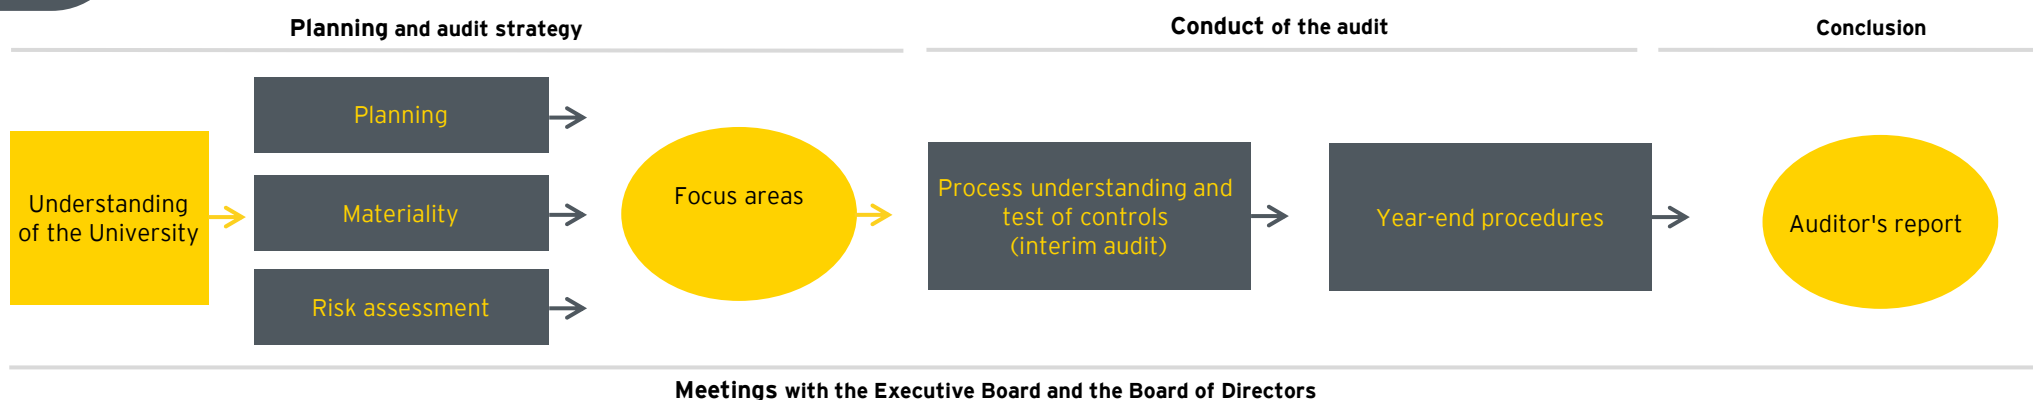 Planning and audit strategy
Conduct of the audit
Conclusion
Understanding
of the University
Planning
Materiality
Risk assessment
Focus areas
Process understanding and
test of controls
(interim audit)
Year-end procedures
Auditor's report
Meetings with the Executive Board and the Board of Directors